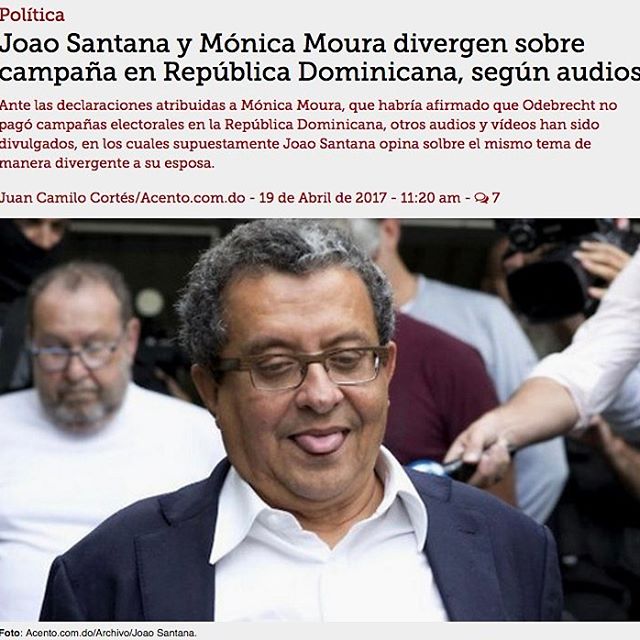 Política
Joao Santana y Mónica Moura divergen sobre
campaña en República Dominicana, según audios
Ante las declaraciones atribuidas a Mónica Moura, que habría afirmado que Odebrecht no
pagó campañas electorales en la República Dominicana, otros audios y vídeos han sido
divulgados, en los cuales supuestamente Joao Santana opina solbre el mismo tema de
manera divergente a su esposa.
Juan Camilo Cortés/Acento.com.do - 19 de Abril de 2017 - 11:20 am - 7
Foto: Acento.com.do/Archivo/Joao Santana.